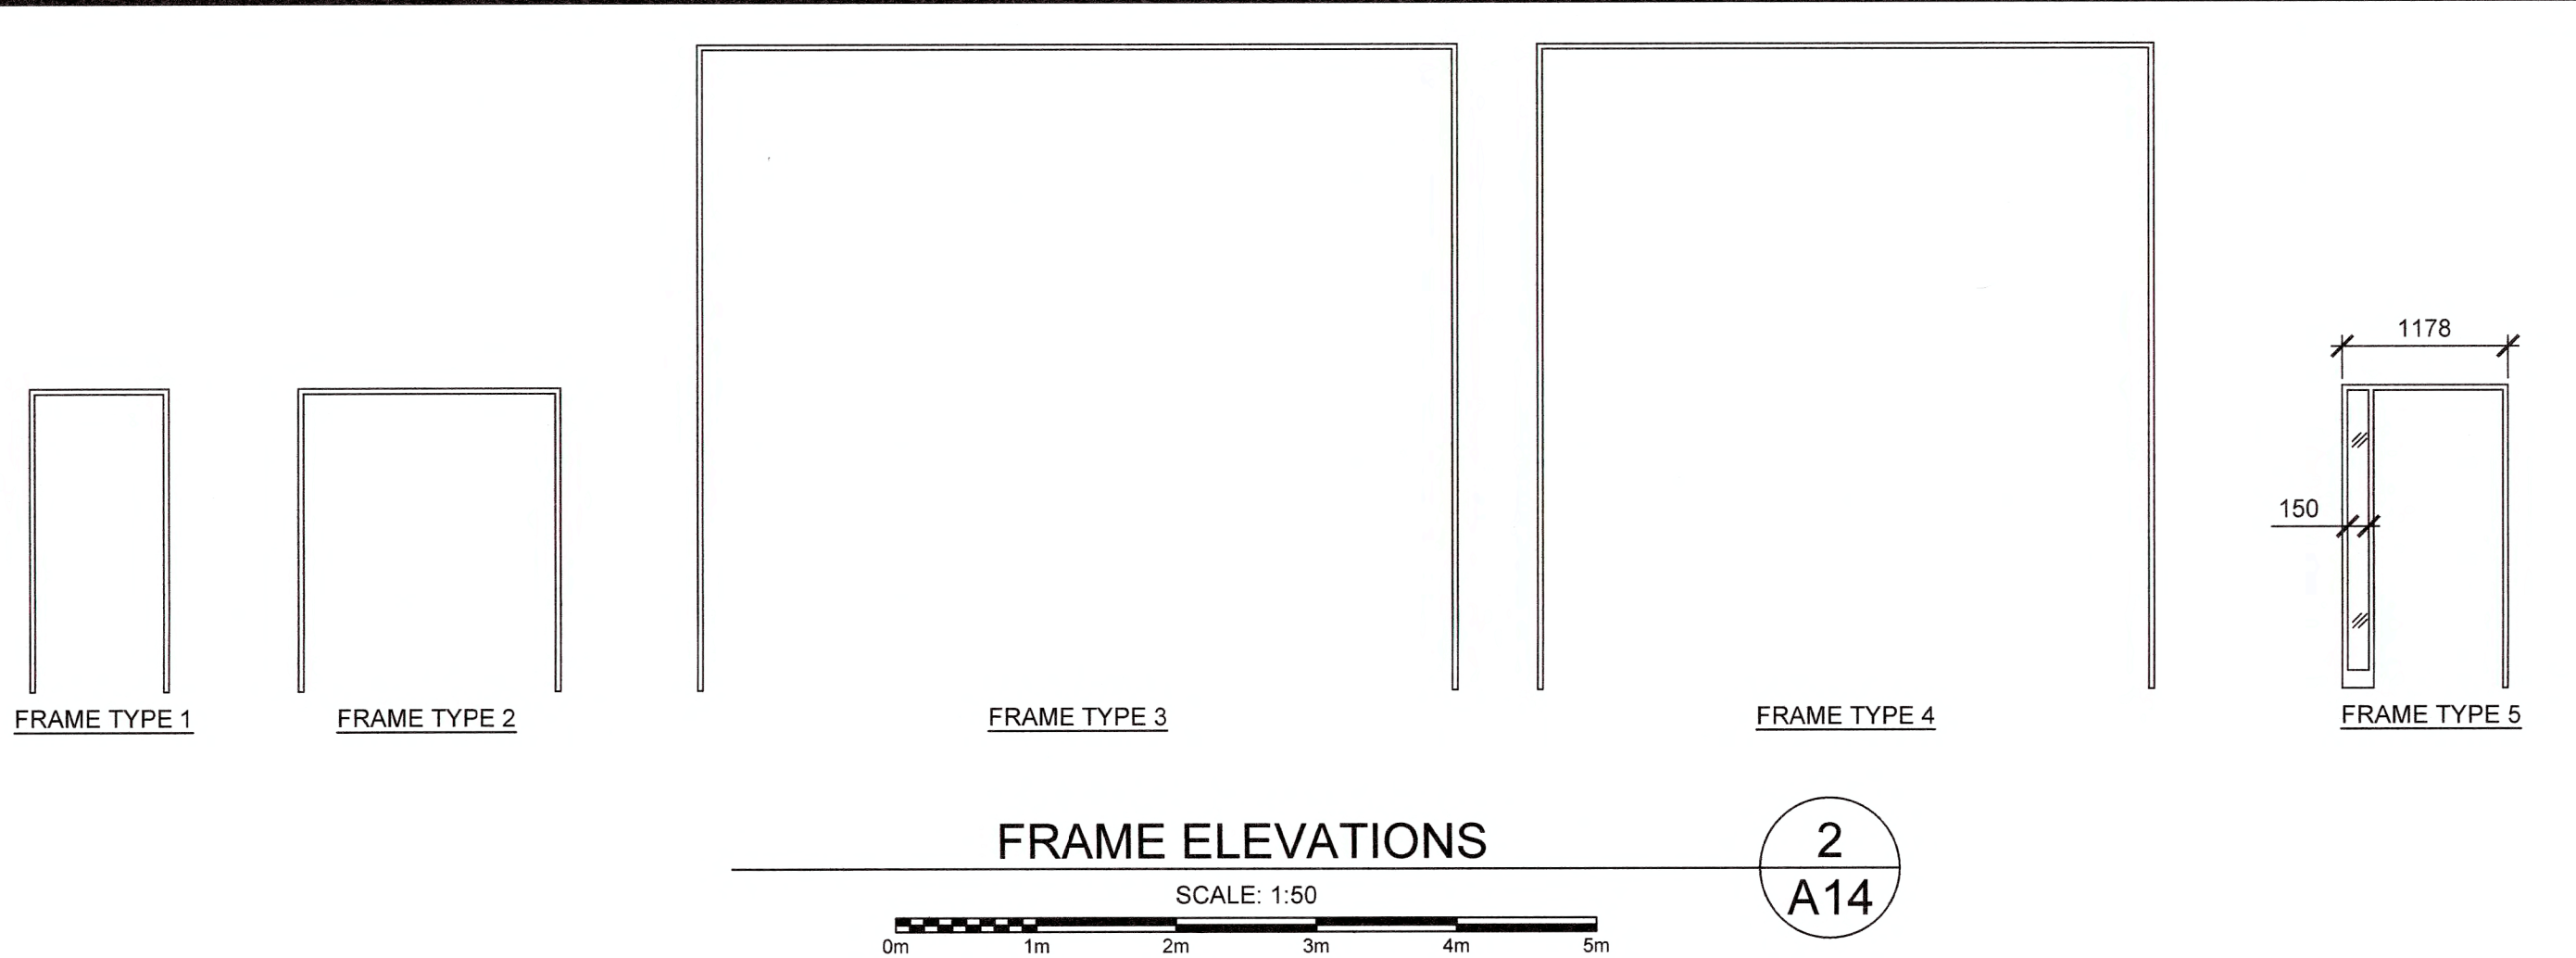 1178
150
FRAME TYPE 1
FRAME TYPE 2
FRAME TYPE 3
FRAME TYPE 4
FRAME TYPE 5
FRAME ELEVATIONS
2
A14
SCALE: 1:50
0m 1m 2m 3m 4m 5m